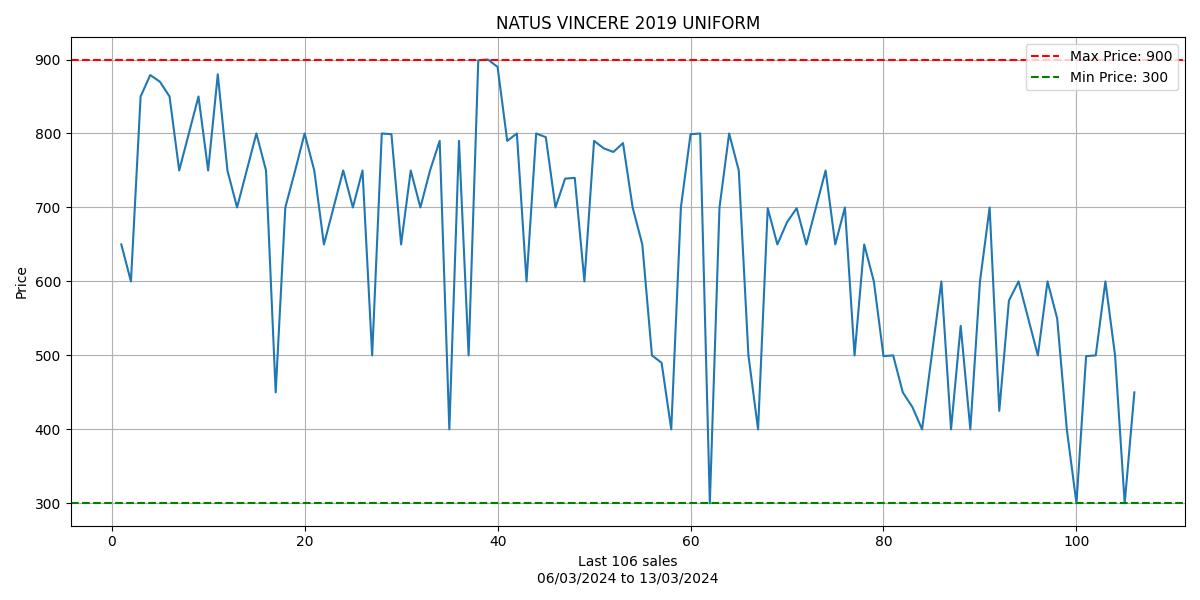 NATUS VINCERE 2019 UNIFORM
Max Price: 900
Min Price: 300
Price
900
800
700
600
500
400
300
0 20 40 60 80 100
Last 106 sales
06/03/2024 to 13/03/2024